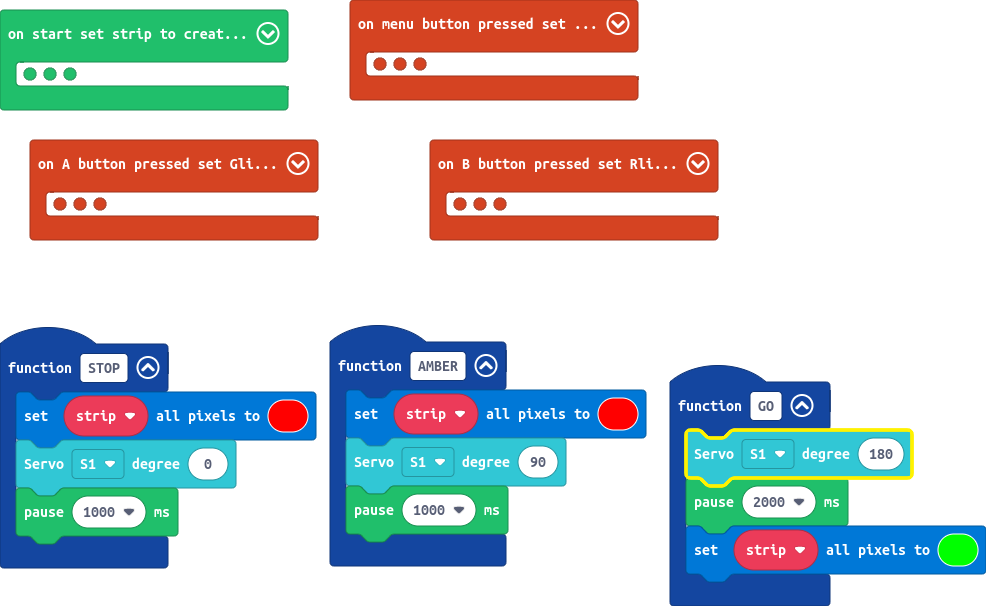 on start set strip to creat...
on menu button pressed set ...
on A button pressed set Gli...
on B button pressed set Rli...
function STOP
set strip all pixels to
Servo S1 degree 0
pause 1000 ms
function AMBER
set strip all pixels to
Servo S1 degree 90
pause 1000 ms
function GO
Servo S1 degree 180
pause 2000 ms
set strip all pixels to